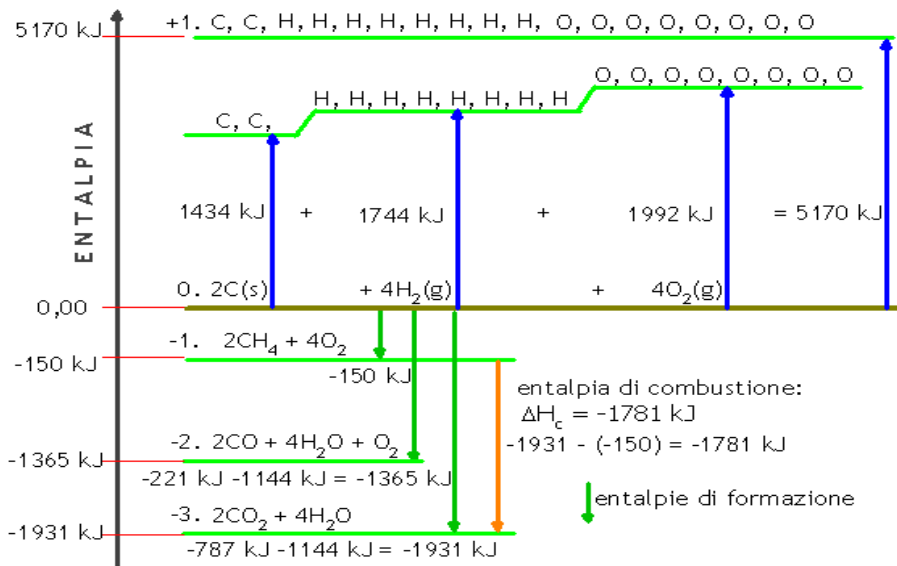 +1. C, C, H, H, H, H, H, H, H, H, O, O, O, O, O, O, O, O
5170 kJ
O, O, O, O, O, O, O, O
H, H, H, H, H, H, H, H
C, C,
ENTALPIA
1434 kJ + 1744 kJ + 1992 kJ = 5170 kJ
0. 2C(s) + 4H₂(g) + 4O₂(g)
0,00
-1. 2CH₄ + 4O₂
-150 kJ
-150 kJ
entalpia di combustione:
ΔH꜀ = -1781 kJ
-1931 - (-150) = -1781 kJ
-2. 2CO + 4H₂O + O₂
-1365 kJ
-221 kJ -1144 kJ = -1365 kJ
entalpie di formazione
-3. 2CO₂ + 4H₂O
-1931 kJ
-787 kJ -1144 kJ = -1931 kJ